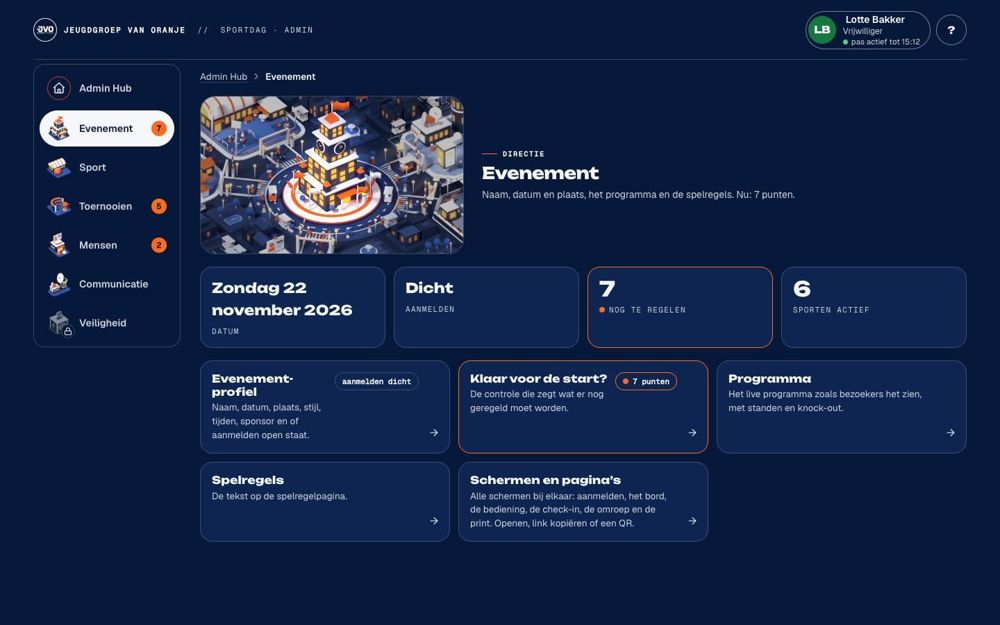 JVO JEUGDGROEP VAN ORANJE // SPORTDAG · ADMIN
LB
Lotte Bakker
Vrijwilliger
pas actief tot 15:12
?
Admin Hub
Evenement 7
Sport
Toernooien 5
Mensen 2
Communicatie
Veiligheid
Admin Hub > Evenement
DIRECTIE
Evenement
Naam, datum en plaats, het programma en de spelregels. Nu: 7 punten.
Zondag 22
november 2026
DATUM
Dicht
AANMELDEN
7
NOG TE REGELEN
6
SPORTEN ACTIEF
Evenement-
profiel
aanmelden dicht
Naam, datum, plaats, stijl,
tijden, sponsor en of
aanmelden open staat.
→
Klaar voor de start?
7 punten
De controle die zegt wat er nog
geregeld moet worden.
→
Programma
Het live programma zoals bezoekers het zien,
met standen en knock-out.
→
Spelregels
De tekst op de spelregelpagina.
→
Schermen en pagina's
Alle schermen bij elkaar: aanmelden, het bord,
de bediening, de check-in, de omroep en de
print. Openen, link kopiëren of een QR.
→